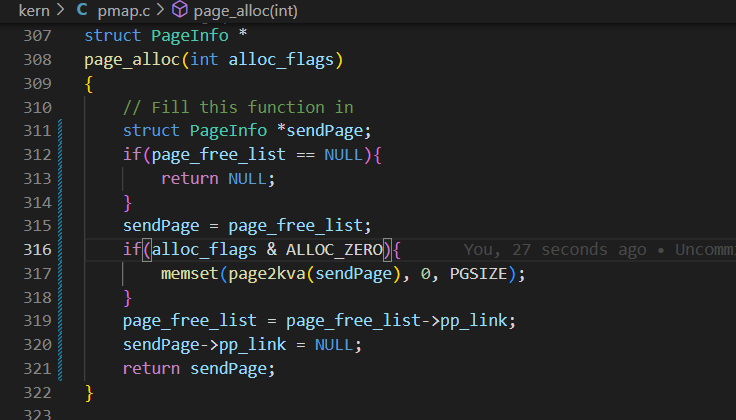 kern > C pmap.c > page_alloc(int)
307 struct PageInfo *
308 page_alloc(int alloc_flags)
309 {
310     // Fill this function in
311     struct PageInfo *sendPage;
312     if(page_free_list == NULL){
313         return NULL;
314     }
315     sendPage = page_free_list;
316     if(alloc_flags & ALLOC_ZERO){ You, 27 seconds ago • Uncommi
317         memset(page2kva(sendPage), 0, PGSIZE);
318     }
319     page_free_list = page_free_list->pp_link;
320     sendPage->pp_link = NULL;
321     return sendPage;
322 }
323